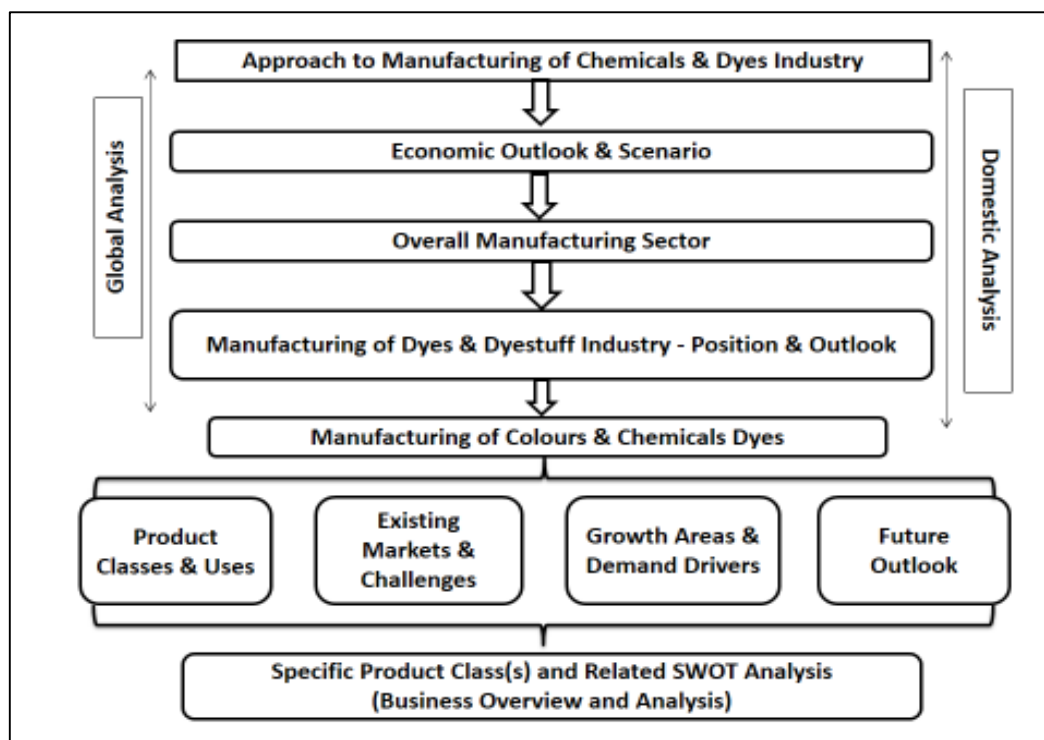 Approach to Manufacturing of Chemicals & Dyes Industry
Global Analysis
Domestic Analysis
Economic Outlook & Scenario
Overall Manufacturing Sector
Manufacturing of Dyes & Dyestuff Industry - Position & Outlook
Manufacturing of Colours & Chemicals Dyes
Product
Classes & Uses
Existing
Markets &
Challenges
Growth Areas &
Demand Drivers
Future
Outlook
Specific Product Class(s) and Related SWOT Analysis
(Business Overview and Analysis)